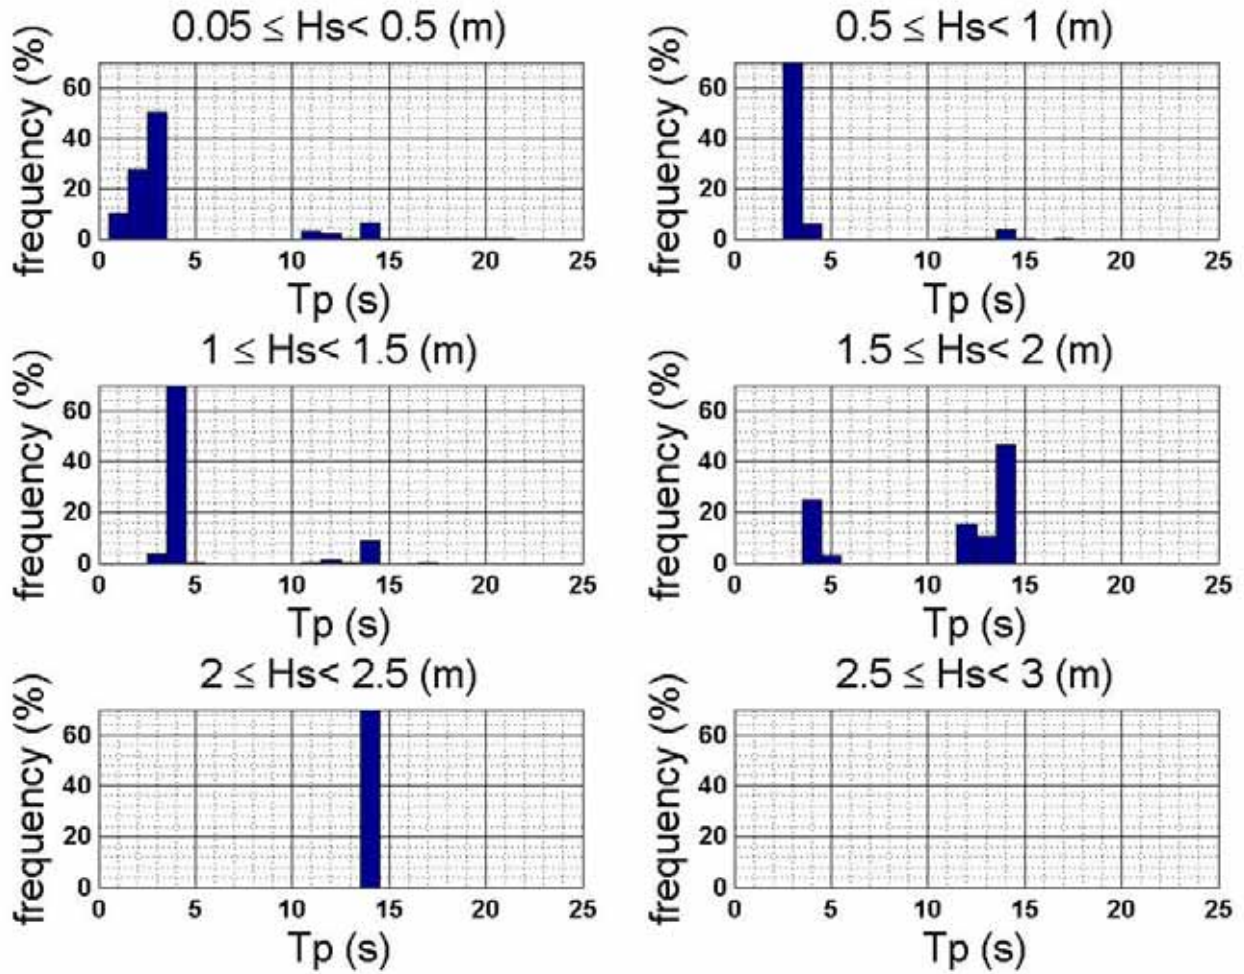 0.05 ≤ Hs< 0.5 (m)
frequency (%)
60
40
20
0
0 5 10 15 20 25
Tp (s)
0.5 ≤ Hs< 1 (m)
frequency (%)
60
40
20
0
0 5 10 15 20 25
Tp (s)
1 ≤ Hs< 1.5 (m)
frequency (%)
60
40
20
0
0 5 10 15 20 25
Tp (s)
1.5 ≤ Hs< 2 (m)
frequency (%)
60
40
20
0
0 5 10 15 20 25
Tp (s)
2 ≤ Hs< 2.5 (m)
frequency (%)
60
40
20
0
0 5 10 15 20 25
Tp (s)
2.5 ≤ Hs< 3 (m)
frequency (%)
60
40
20
0
0 5 10 15 20 25
Tp (s)